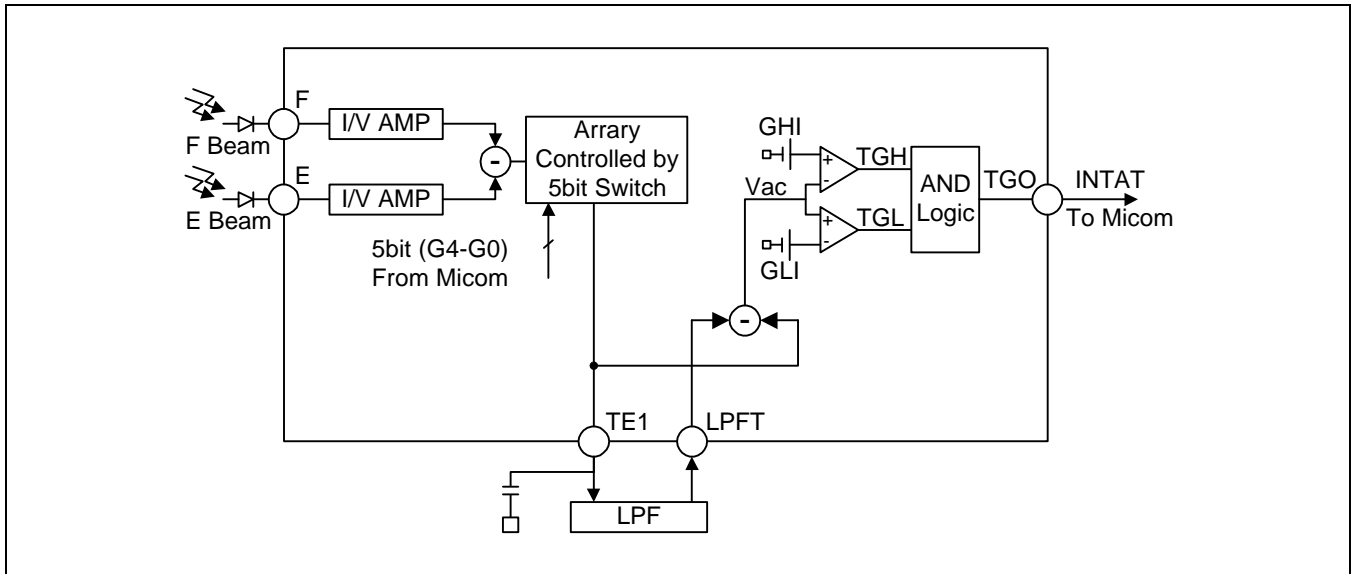 F
I/V AMP
F Beam
E
I/V AMP
E Beam
-
Arrary
Controlled by
5bit Switch
5bit (G4-G0)
From Micom
GHI
+
-
TGH
Vac
+
-
TGL
GLI
AND
Logic
TGO
INTAT
To Micom
-
TE1
LPFT
LPF